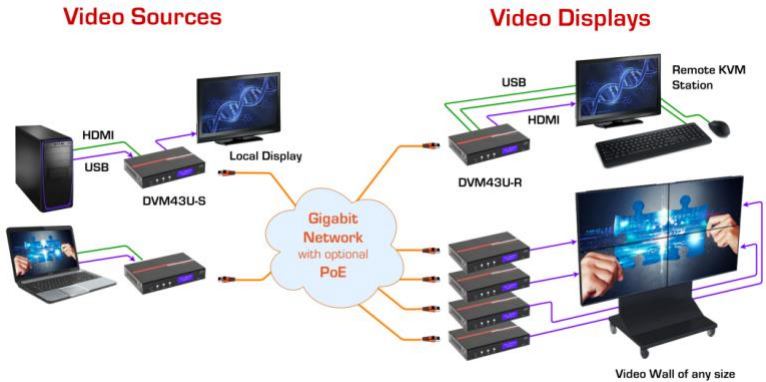 Video Sources
Video Displays
HDMI
USB
Local Display
DVM43U-S
USB
HDMI
Remote KVM
Station
DVM43U-R
Gigabit
Network
with optional
PoE
Video Wall of any size